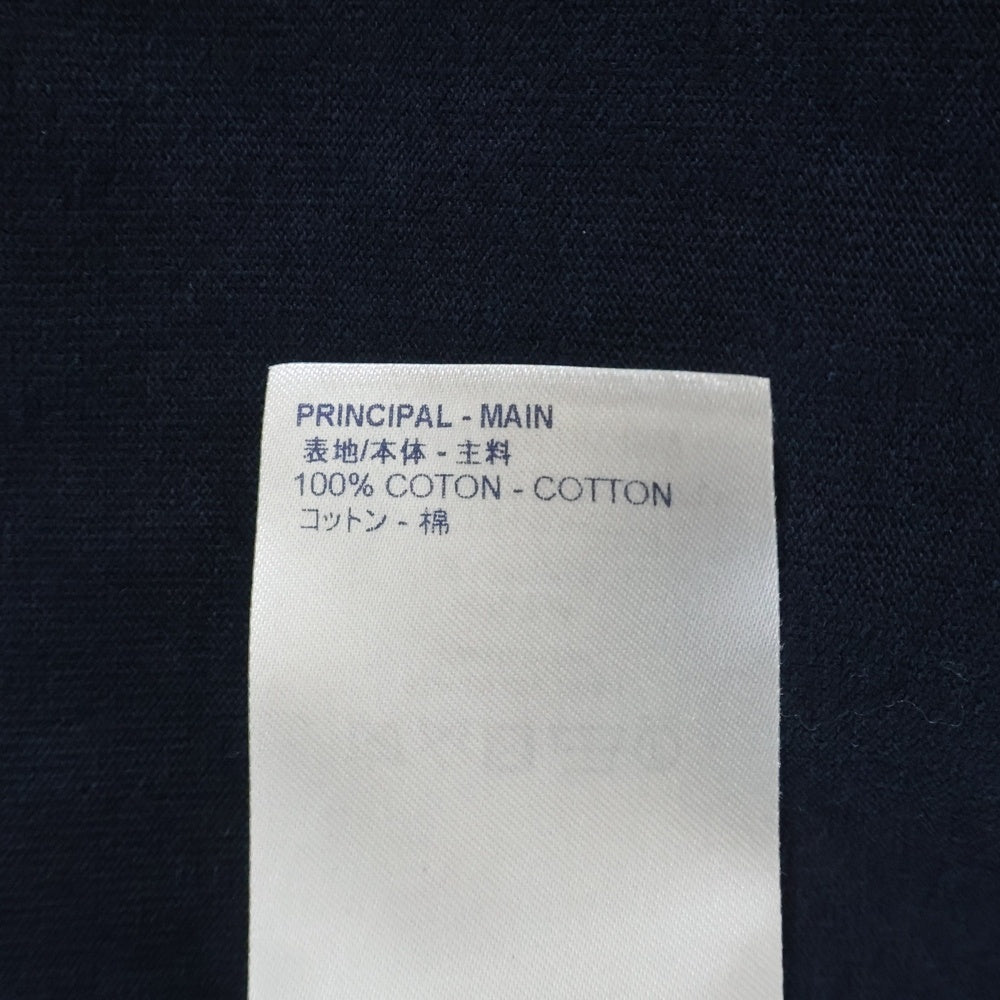 PRINCIPAL - MAIN
表地/本体 - 主料
100% COTON - COTTON
コットン - 棉